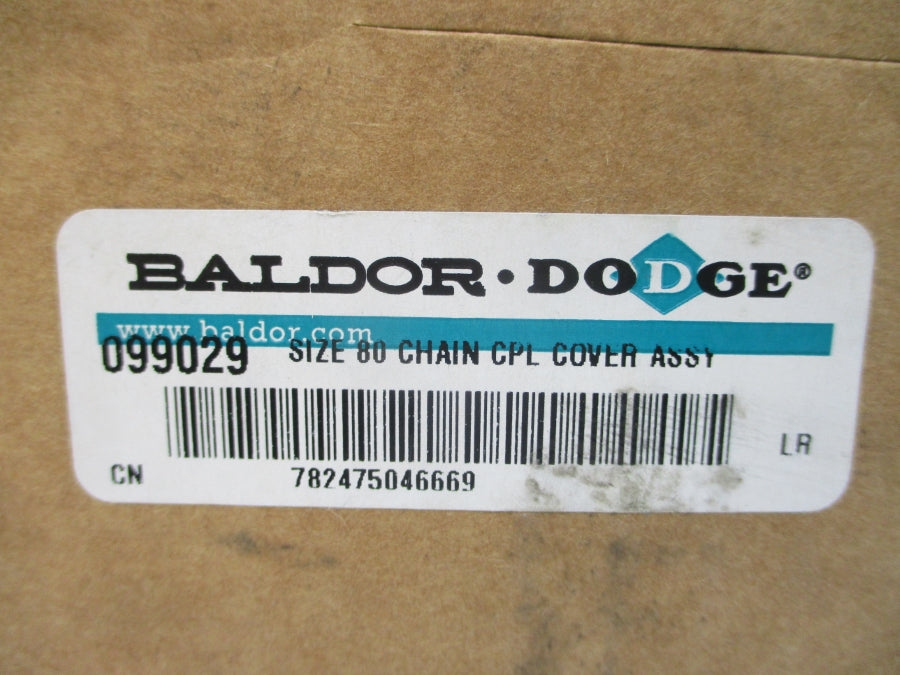 BALDOR • DODGE®
www.baldor.com
099029 SIZE 80 CHAIN CPL COVER ASSY
LR
CN 782475046669